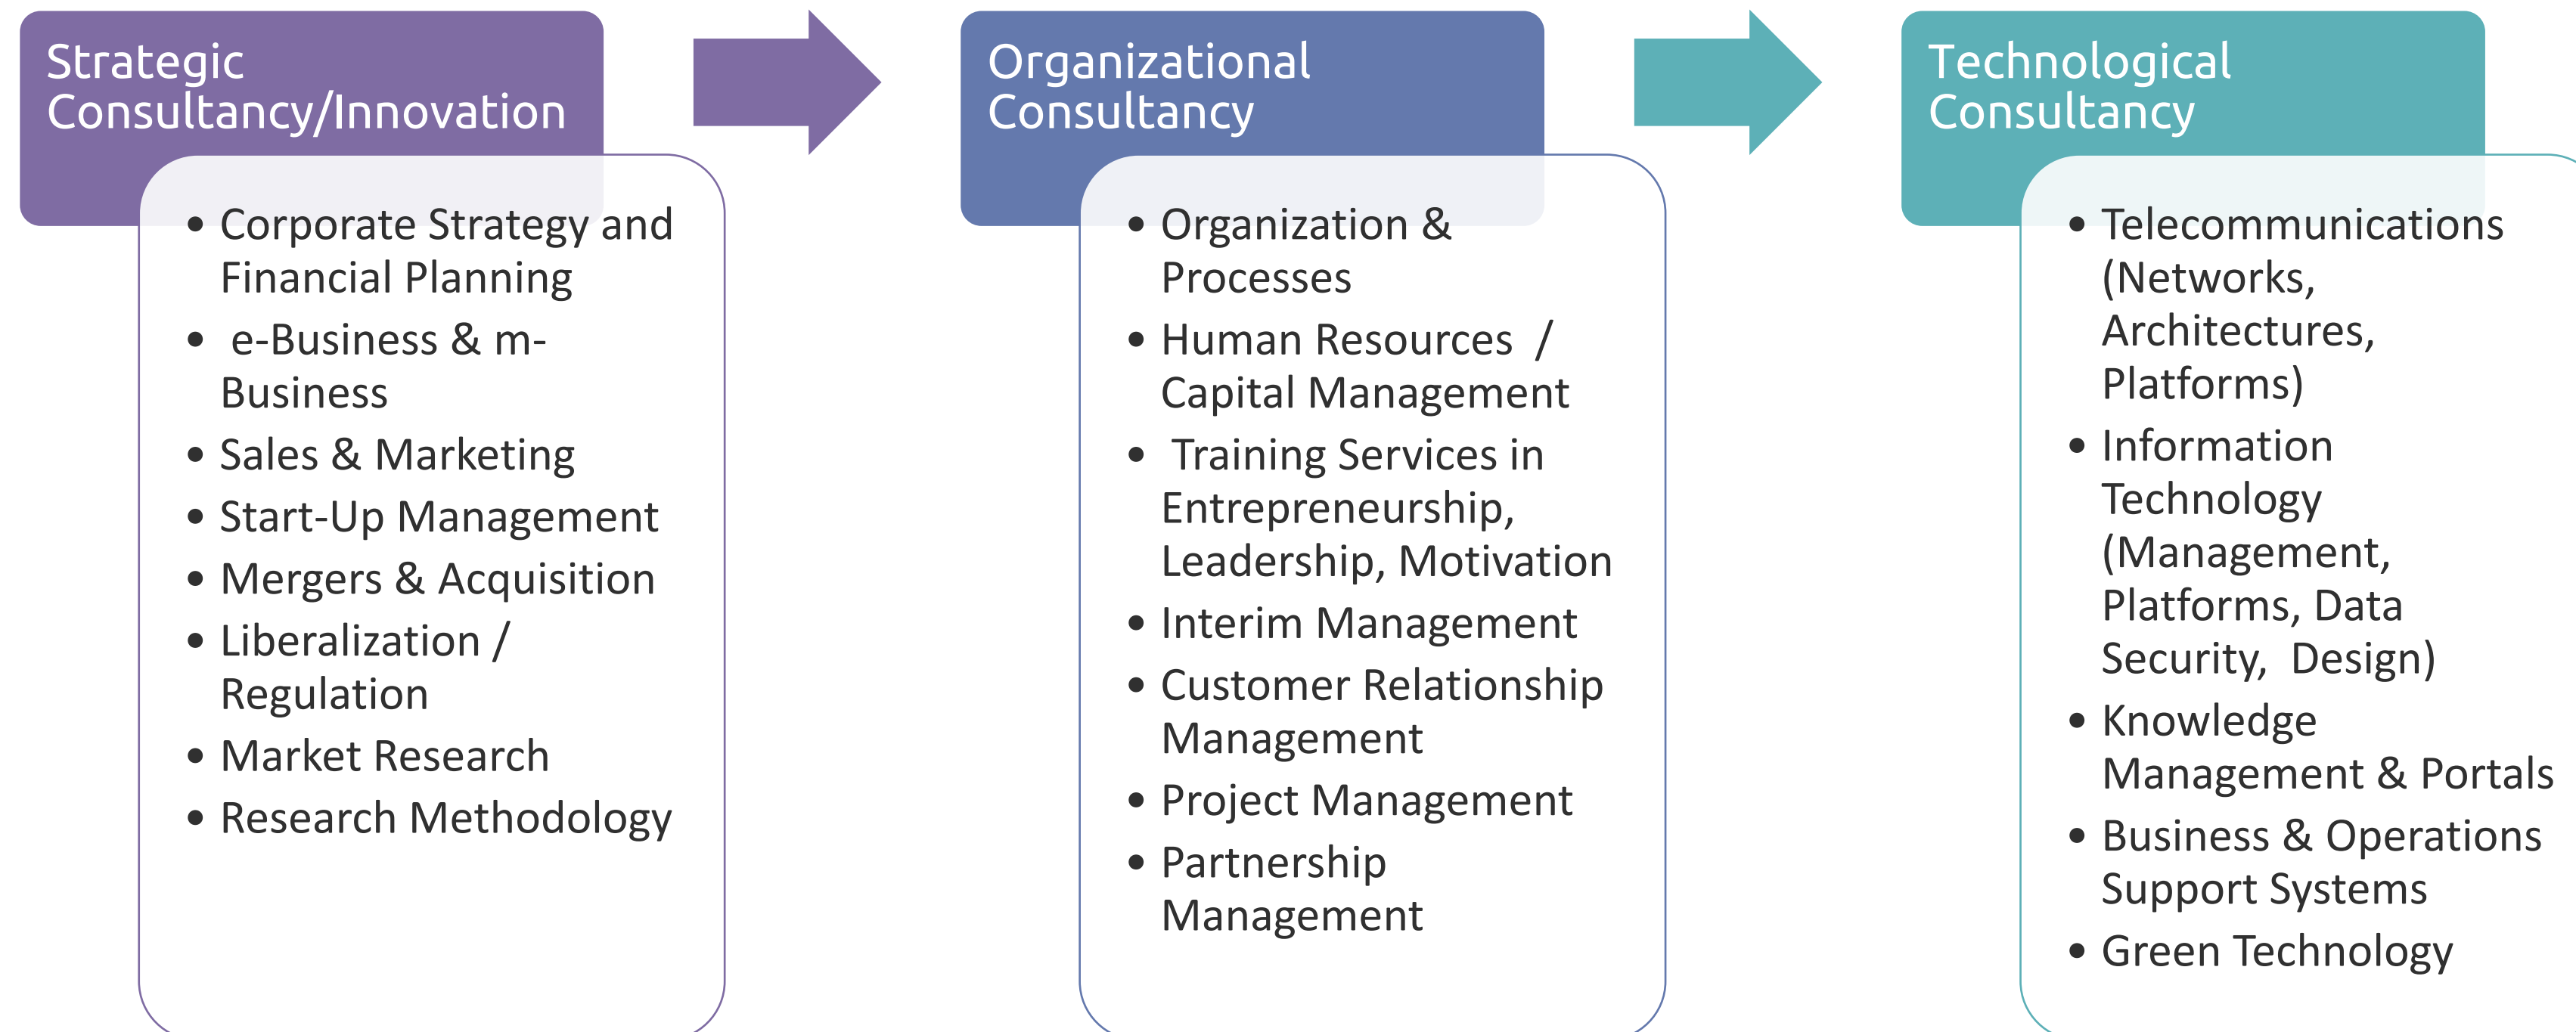 Strategic
Consultancy/Innovation
• Corporate Strategy and
Financial Planning
• e-Business & m-
Business
• Sales & Marketing
• Start-Up Management
• Mergers & Acquisition
• Liberalization /
Regulation
• Market Research
• Research Methodology
Organizational
Consultancy
• Organization &
Processes
• Human Resources /
Capital Management
• Training Services in
Entrepreneurship,
Leadership, Motivation
• Interim Management
• Customer Relationship
Management
• Project Management
• Partnership
Management
Technological
Consultancy
• Telecommunications
(Networks,
Architectures,
Platforms)
• Information
Technology
(Management,
Platforms, Data
Security, Design)
• Knowledge
Management & Portals
• Business & Operations
Support Systems
• Green Technology